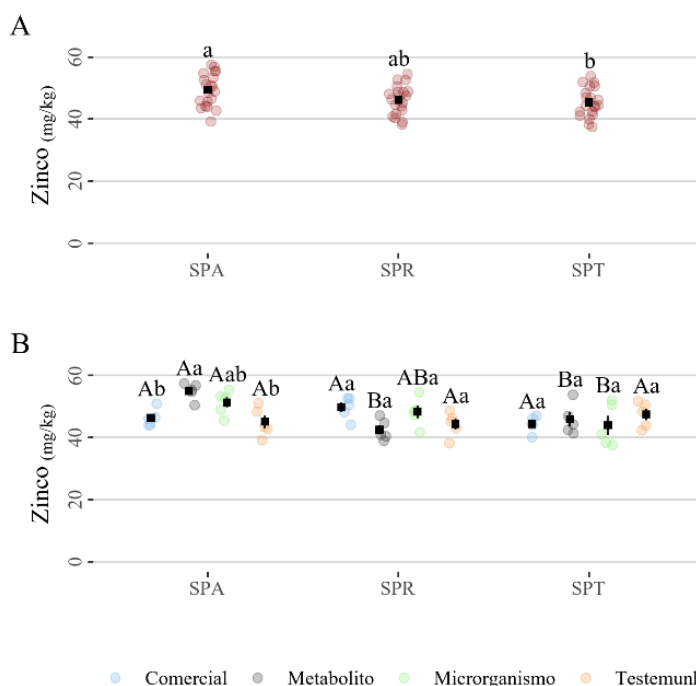 A
a
ab
b
60
40
20
0
Zinco (mg/kg)
SPA SPR SPT
B
Ab Aa Aab Ab
Aa Ba ABa Aa
Aa Ba Ba Aa
60
40
20
0
Zinco (mg/kg)
SPA SPR SPT
Comercial Metabolito Microrganismo Testemunl